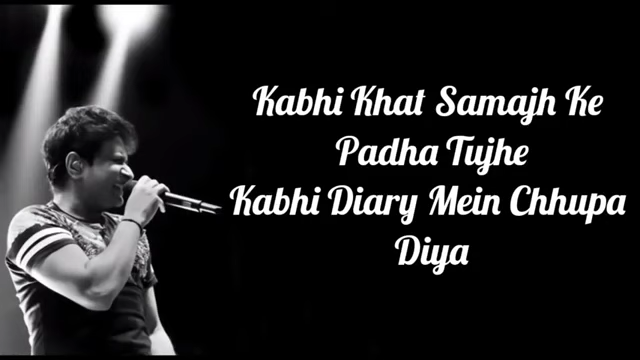 Kabhi Khat Samajh Ke
Padha Tujhe
Kabhi Diary Mein Chhupa
Diya